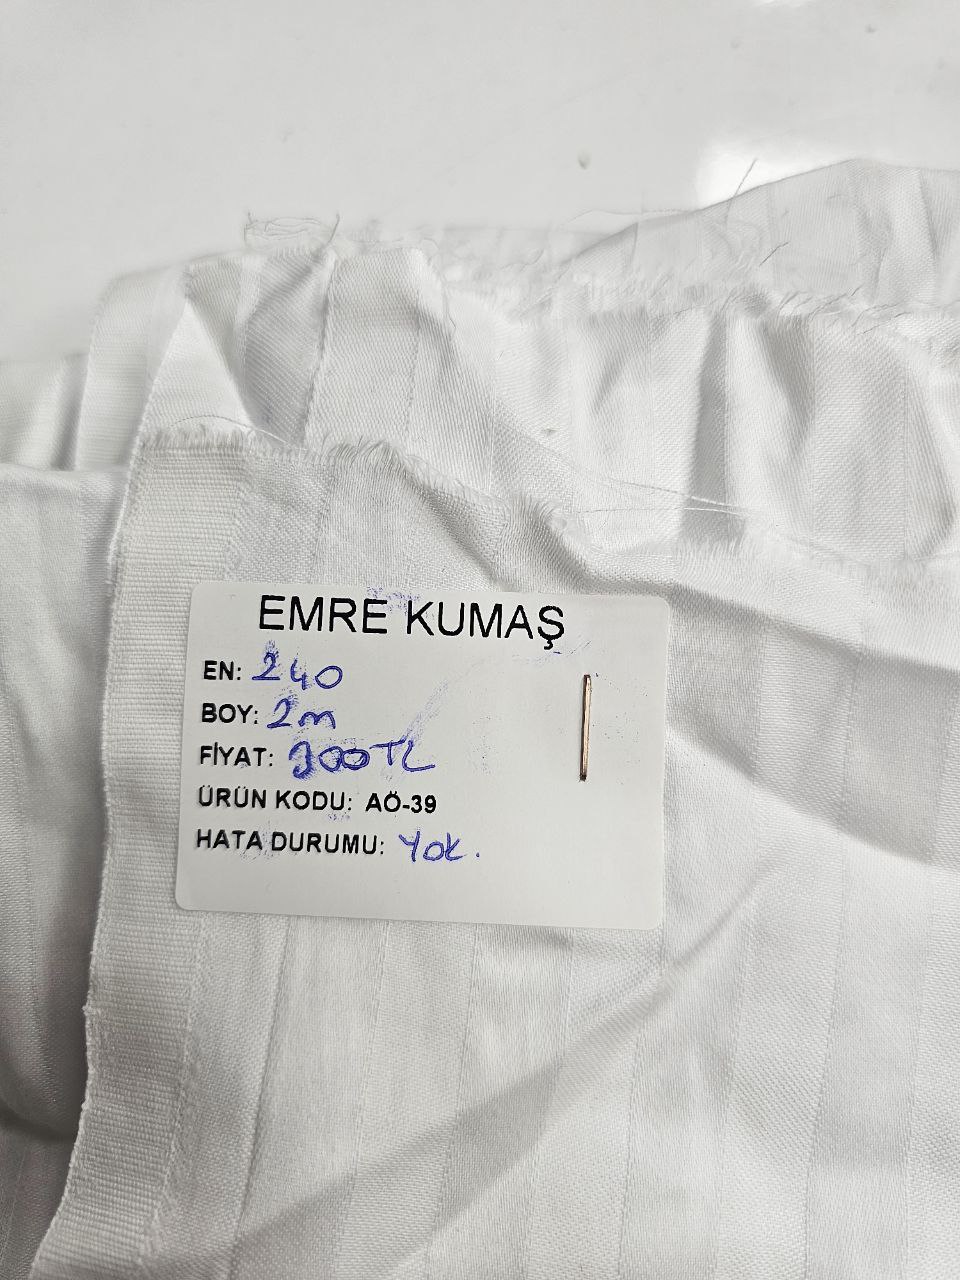 EMRE KUMAŞ
EN: 240
BOY: 2m
FİYAT: 200TL
ÜRÜN KODU: AÖ-39
HATA DURUMU: Yok.